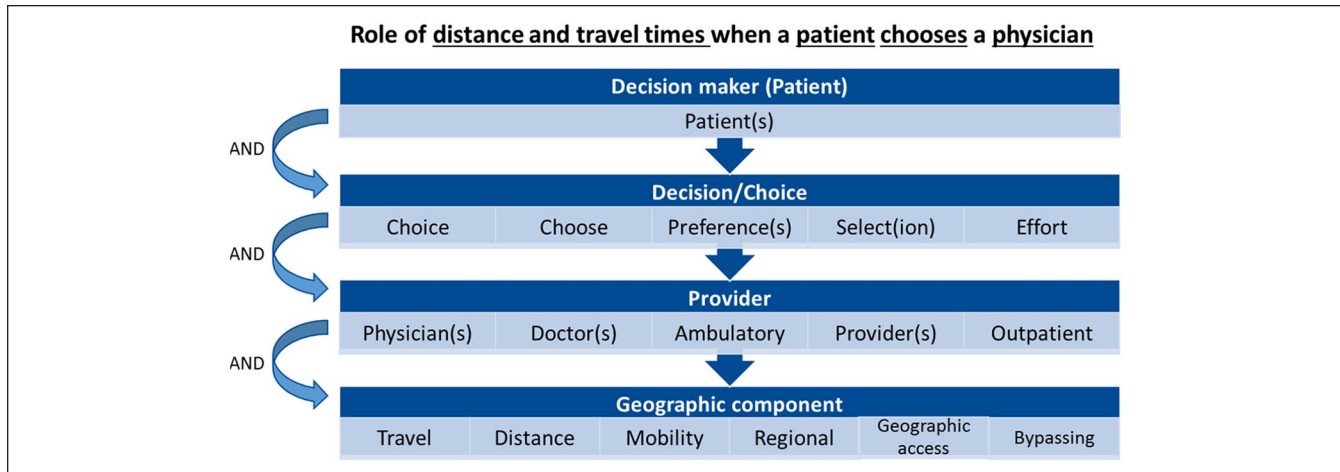 Role of distance and travel times when a patient chooses a physician
Decision maker (Patient)
Patient(s)
AND
Decision/Choice
Choice Choose Preference(s) Select(ion) Effort
AND
Provider
Physician(s) Doctor(s) Ambulatory Provider(s) Outpatient
AND
Geographic component
Travel Distance Mobility Regional Geographic access Bypassing